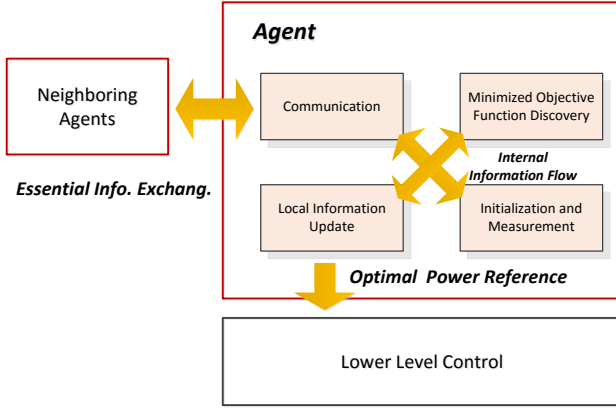 Agent
Neighboring
Agents
Communication
Minimized Objective
Function Discovery
Internal
Information Flow
Essential Info. Exchang.
Local Information
Update
Initialization and
Measurement
Optimal Power Reference
Lower Level Control